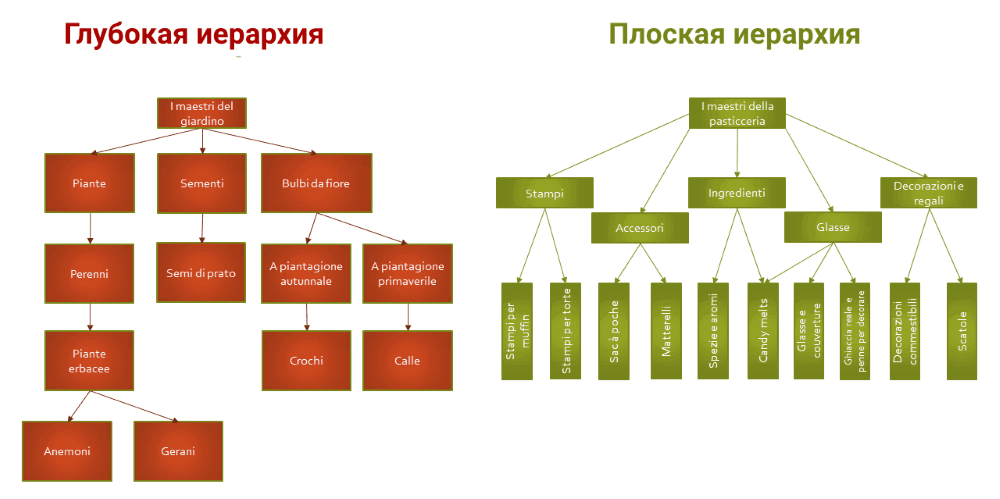 Глубокая иерархия
I maestri del
giardino
Piante
Sementi
Bulbi da fiore
Perenni
Semi di prato
A piantagione
autunnale
A piantagione
primaverile
Piante
erbacee
Crochi
Calle
Anemoni
Gerani
Плоская иерархия
I maestri della
pasticceria
Stampi
Accessori
Ingredienti
Glasse
Decorazioni e
regali
Stampi per
muffin
Stampi per torte
Sac à poche
Matterelli
Spezie e aromi
Candy melts
Glasse e
couverture
Ghiaccia reale e
penne per decorare
Decorazioni
commestibili
Scatole